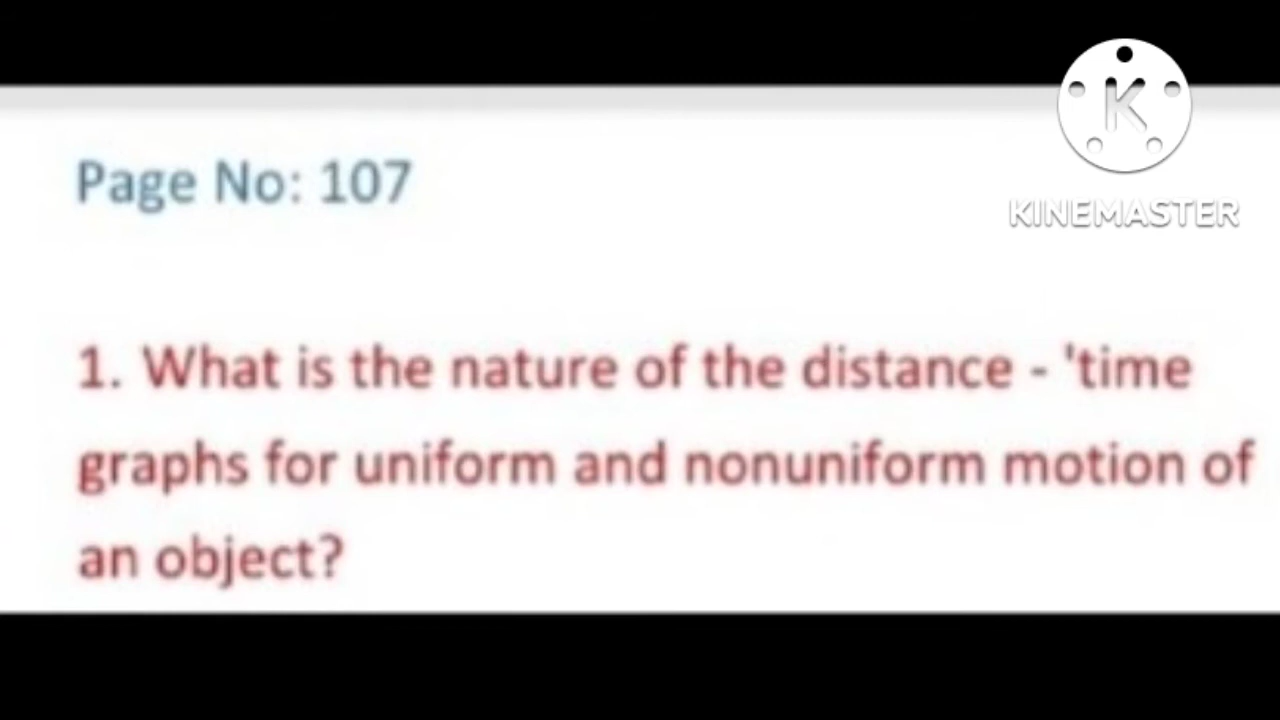 KINEMASTER
Page No: 107
1. What is the nature of the distance - 'time
graphs for uniform and nonuniform motion of
an object?